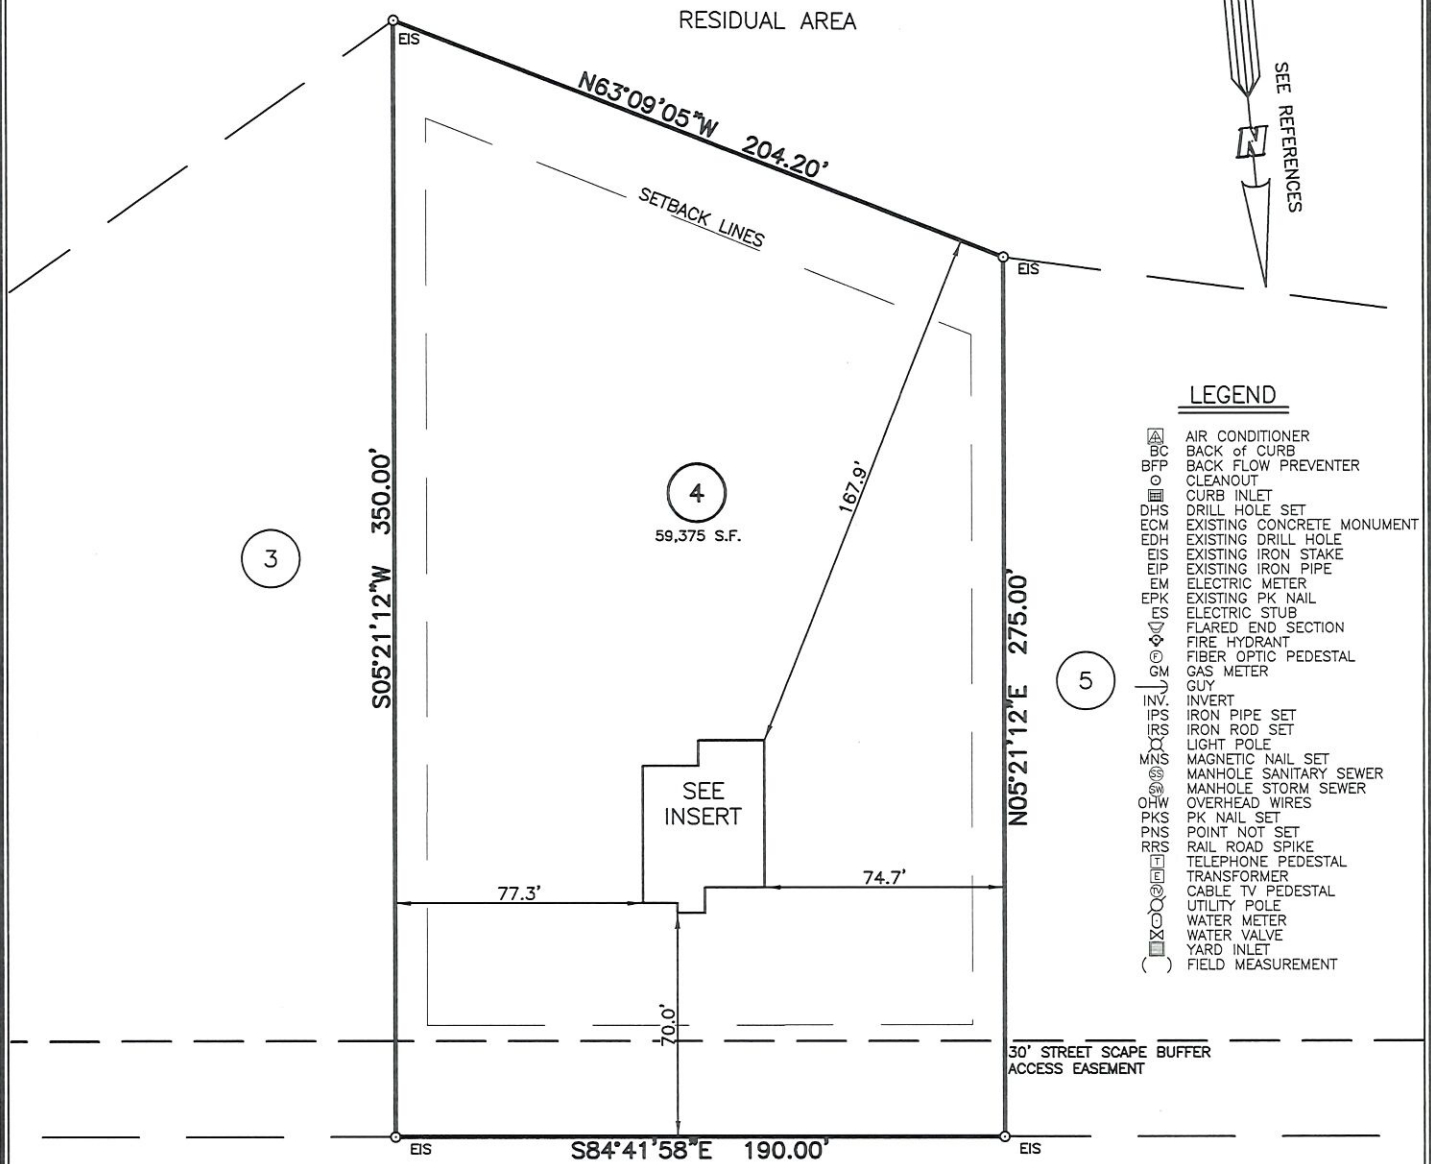 RESIDUAL AREA
EIS
N63°09'05"W 204.20'
SEE REFERENCES
N
SETBACK LINES
EIS
S05°21'12"W 350.00'
3
4
59,375 S.F.
167.9'
N05°21'12"E 275.00'
5
SEE
INSERT
77.3'
74.7'
70.0'
30' STREET SCAPE BUFFER
ACCESS EASEMENT
EIS
S84°41'58"E 190.00'
EIS
LEGEND
A AIR CONDITIONER
BC BACK of CURB
BFP BACK FLOW PREVENTER
CLEANOUT
CURB INLET
DHS DRILL HOLE SET
ECM EXISTING CONCRETE MONUMENT
EDH EXISTING DRILL HOLE
EIS EXISTING IRON STAKE
EIP EXISTING IRON PIPE
EM ELECTRIC METER
EPK EXISTING PK NAIL
ES ELECTRIC STUB
FLARED END SECTION
FIRE HYDRANT
F FIBER OPTIC PEDESTAL
GM GAS METER
GUY
INV. INVERT
IPS IRON PIPE SET
IRS IRON ROD SET
LIGHT POLE
MNS MAGNETIC NAIL SET
SS MANHOLE SANITARY SEWER
SW MANHOLE STORM SEWER
OHW OVERHEAD WIRES
PKS PK NAIL SET
PNS POINT NOT SET
RRS RAIL ROAD SPIKE
T TELEPHONE PEDESTAL
E TRANSFORMER
TV CABLE TV PEDESTAL
UTILITY POLE
WATER METER
WATER VALVE
YARD INLET
( ) FIELD MEASUREMENT